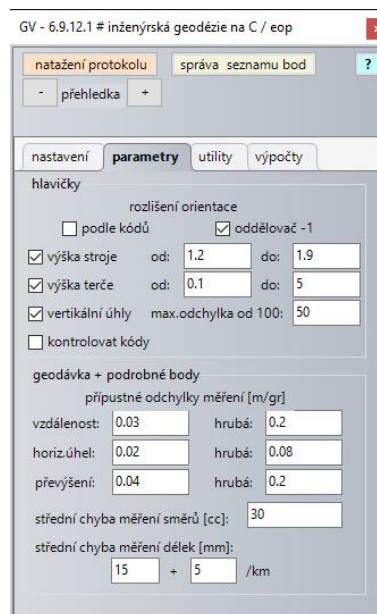 GV - 6.9.12.1 # inženýrská geodézie na C / eop
natažení protokolu správa seznamu bod ?
- přehledka +
nastavení parametry utility výpočty
hlavičky
rozlišení orientace
podle kódů oddělovač -1
výška stroje od: 1.2 do: 1.9
výška terče od: 0.1 do: 5
vertikální úhly max.odchylka od 100: 50
kontrolovat kódy
geodávka + podrobné body
přípustné odchylky měření [m/gr]
vzdálenost: 0.03 hrubá: 0.2
horiz.úhel: 0.02 hrubá: 0.08
převýšení: 0.04 hrubá: 0.2
střední chyba měření směrů [cc]: 30
střední chyba měření délek [mm]:
15 + 5 /km